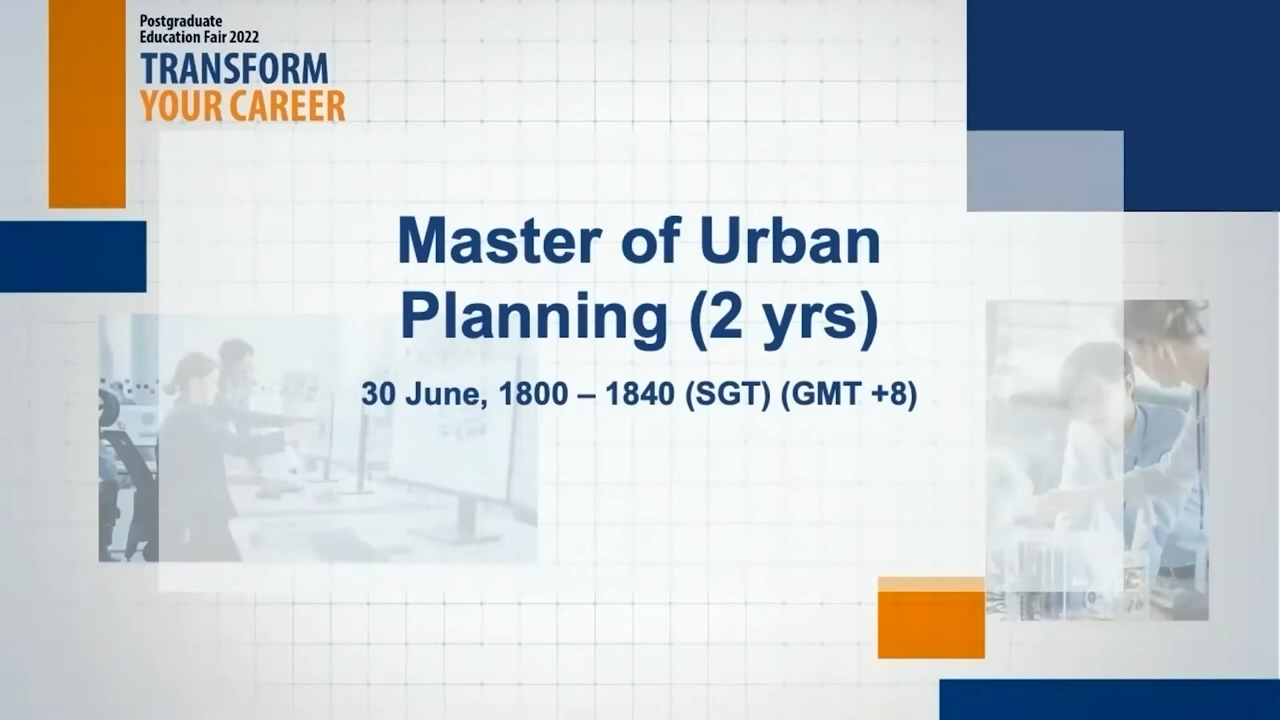 Postgraduate
Education Fair 2022
TRANSFORM
YOUR CAREER
Master of Urban
Planning (2 yrs)
30 June, 1800 – 1840 (SGT) (GMT +8)